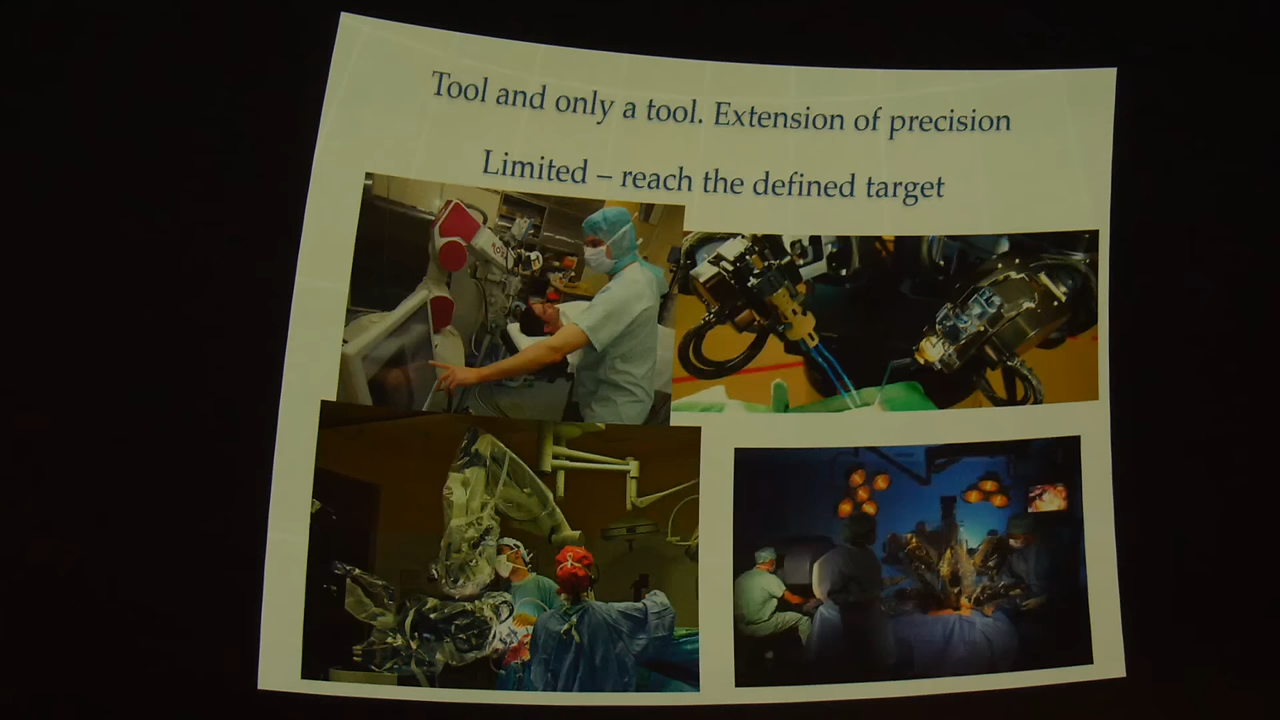 Tool and only a tool. Extension of precision
Limited – reach the defined target